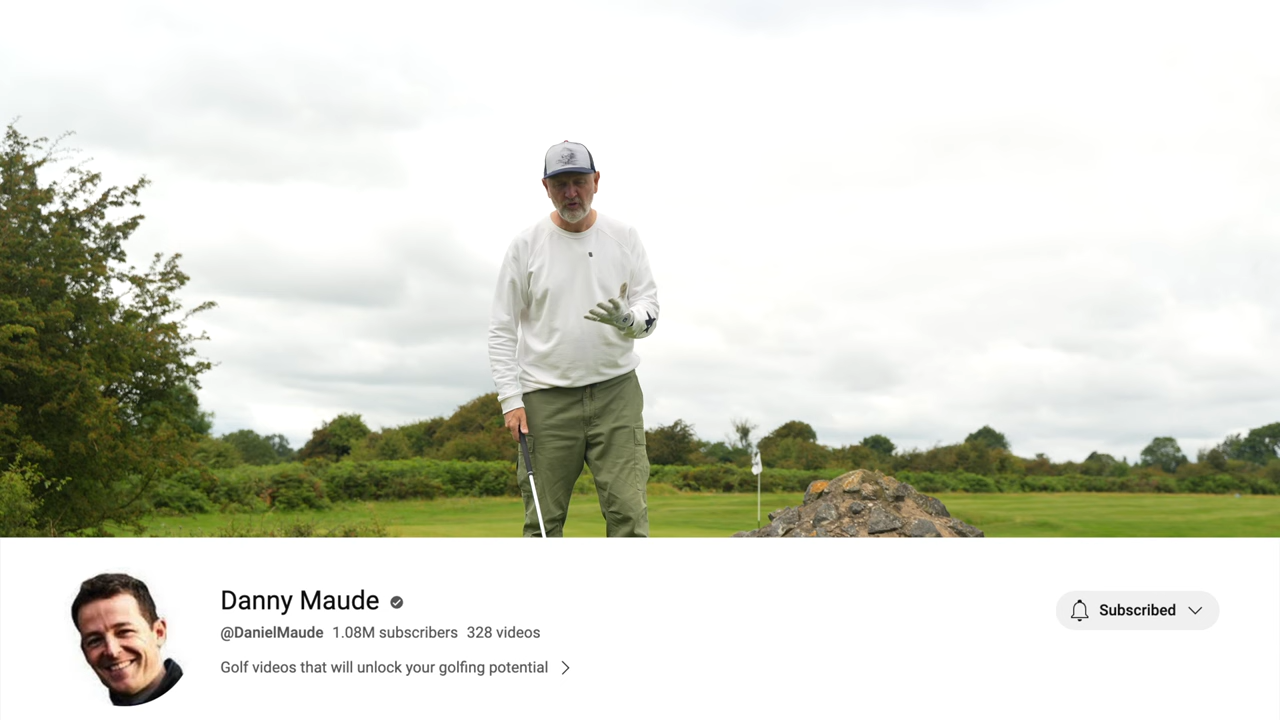 Danny Maude
@DanielMaude 1.08M subscribers 328 videos
Subscribed
Golf videos that will unlock your golfing potential